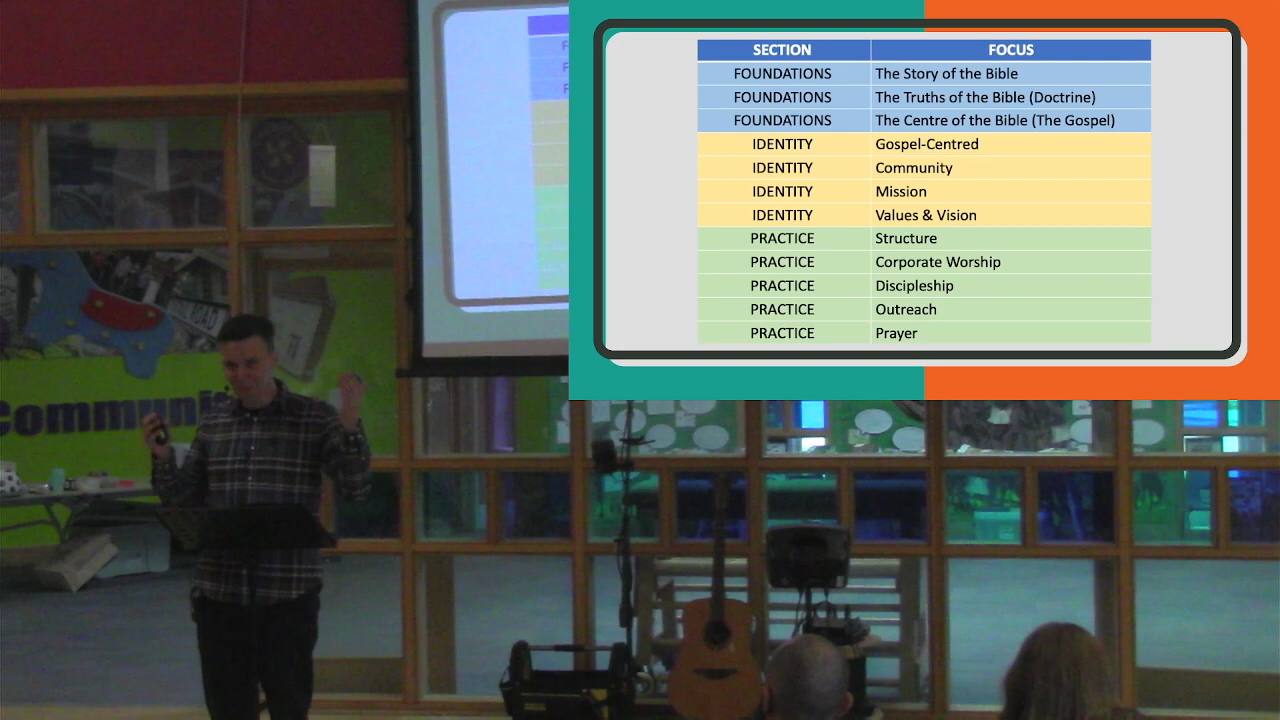 SECTION FOCUS
FOUNDATIONS The Story of the Bible
FOUNDATIONS The Truths of the Bible (Doctrine)
FOUNDATIONS The Centre of the Bible (The Gospel)
IDENTITY Gospel-Centred
IDENTITY Community
IDENTITY Mission
IDENTITY Values & Vision
PRACTICE Structure
PRACTICE Corporate Worship
PRACTICE Discipleship
PRACTICE Outreach
PRACTICE Prayer
F
F
F
ROAD
Communi